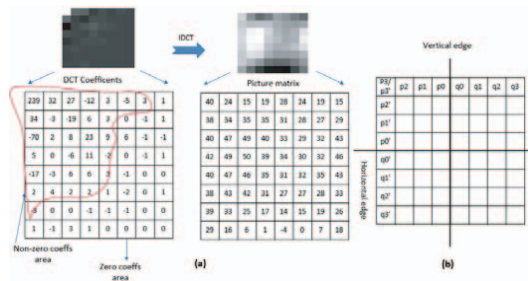 IDCT
DCT Coefficents
Picture matrix
Vertical edge
239 32 27 -12 3 -5 3 1
34 -3 -19 6 3 0 -1 1
-70 2 8 23 9 6 -1 -1
5 0 -6 11 -2 0 -1 1
-17 -3 6 6 3 -1 0 0
2 4 2 2 1 -2 0 1
-3 0 0 -1 -1 -1 0 0
1 -1 3 1 0 0 0 0
40 24 15 19 28 24 19 15
38 34 35 35 31 28 27 29
40 47 49 40 33 29 32 43
42 49 50 39 34 30 32 46
40 47 46 35 31 32 35 43
38 43 42 31 27 27 28 33
39 33 25 17 14 15 19 26
29 16 6 1 -4 0 7 18
P3/ p2 p1 p0 q0 q1 q2 q3
p3'
p2'
p1'
p0'
q0'
q1'
q2'
q3'
Horizental edge
Non-zero coeffs
area
Zero coeffs
area
(a)
(b)